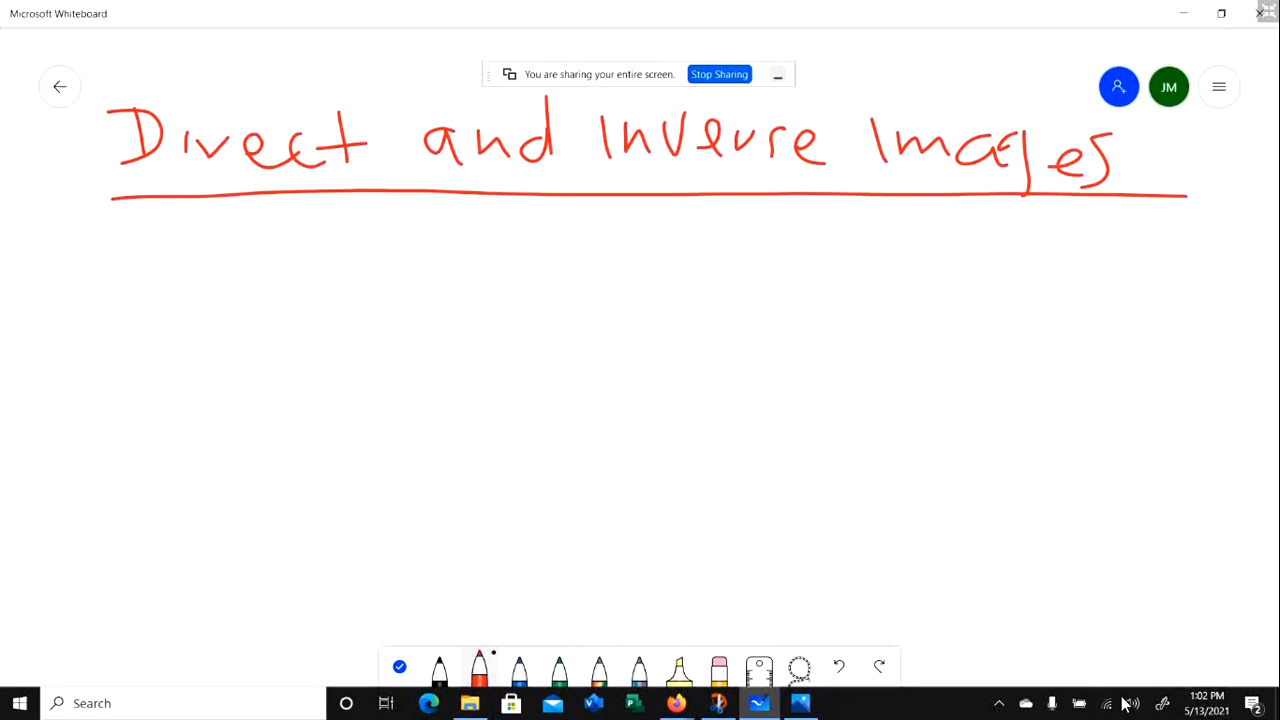 Microsoft Whiteboard
You are sharing your entire screen. Stop Sharing
JM
Direct and Inverse Images
Search
1:02 PM
5/13/2021
2